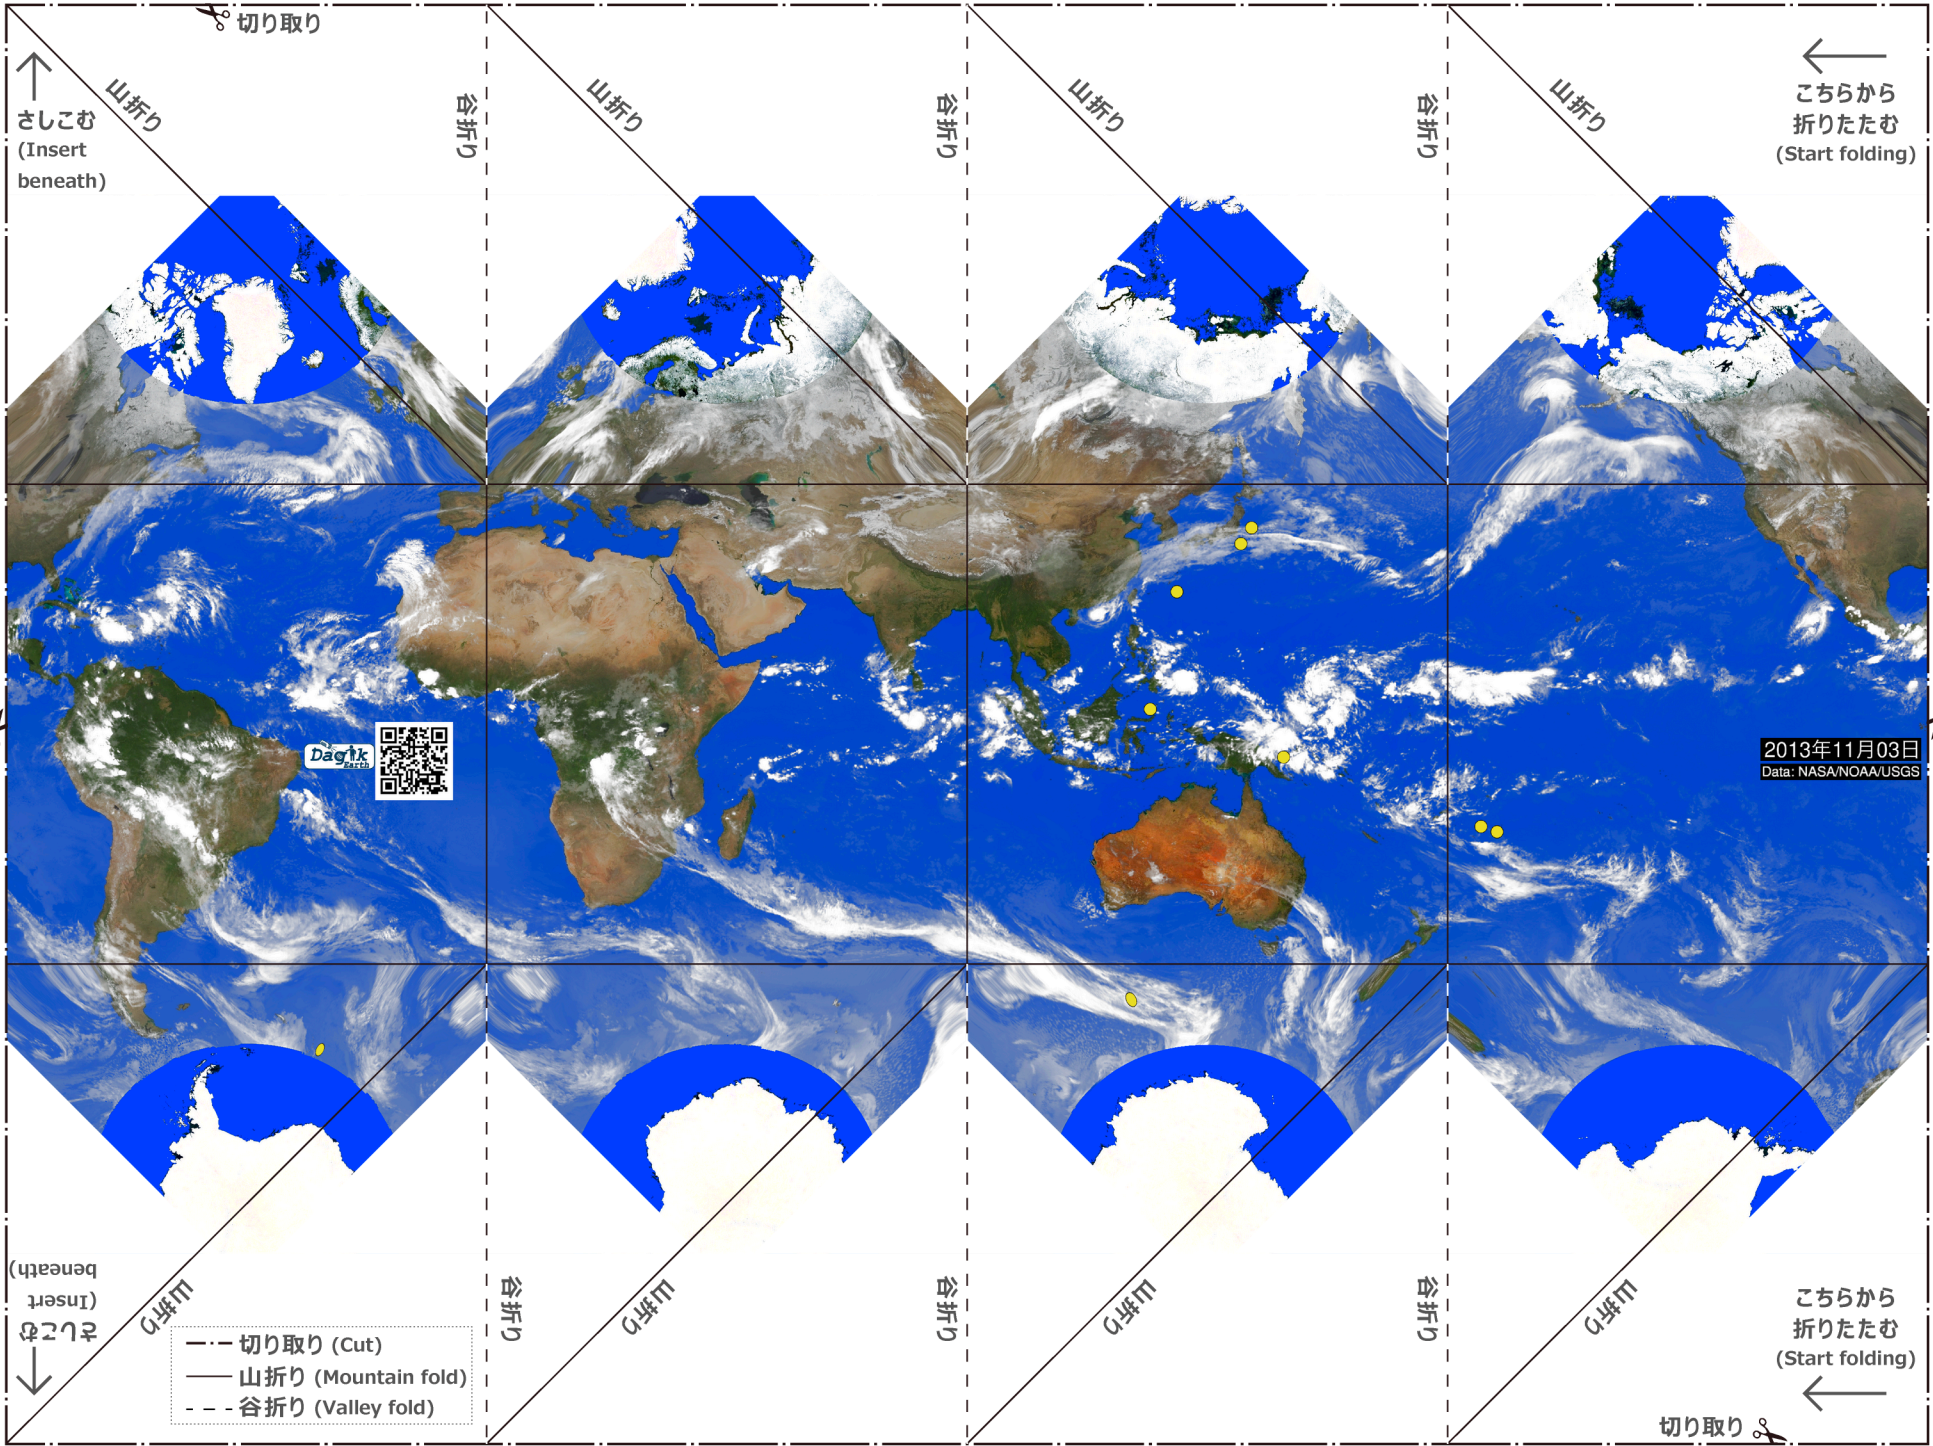 切り取り
山折り
谷折り
山折り
谷折り
山折り
谷折り
山折り
こちらから
折りたたむ
(Start folding)
さしこむ
(Insert
beneath)
Dagik
Earth
2013年11月03日
Data: NASA/NOAA/USGS
さしこむ
(Insert
beneath)
山折り
谷折り
山折り
谷折り
山折り
谷折り
山折り
こちらから
折りたたむ
(Start folding)
切り取り (Cut)
山折り (Mountain fold)
谷折り (Valley fold)
切り取り